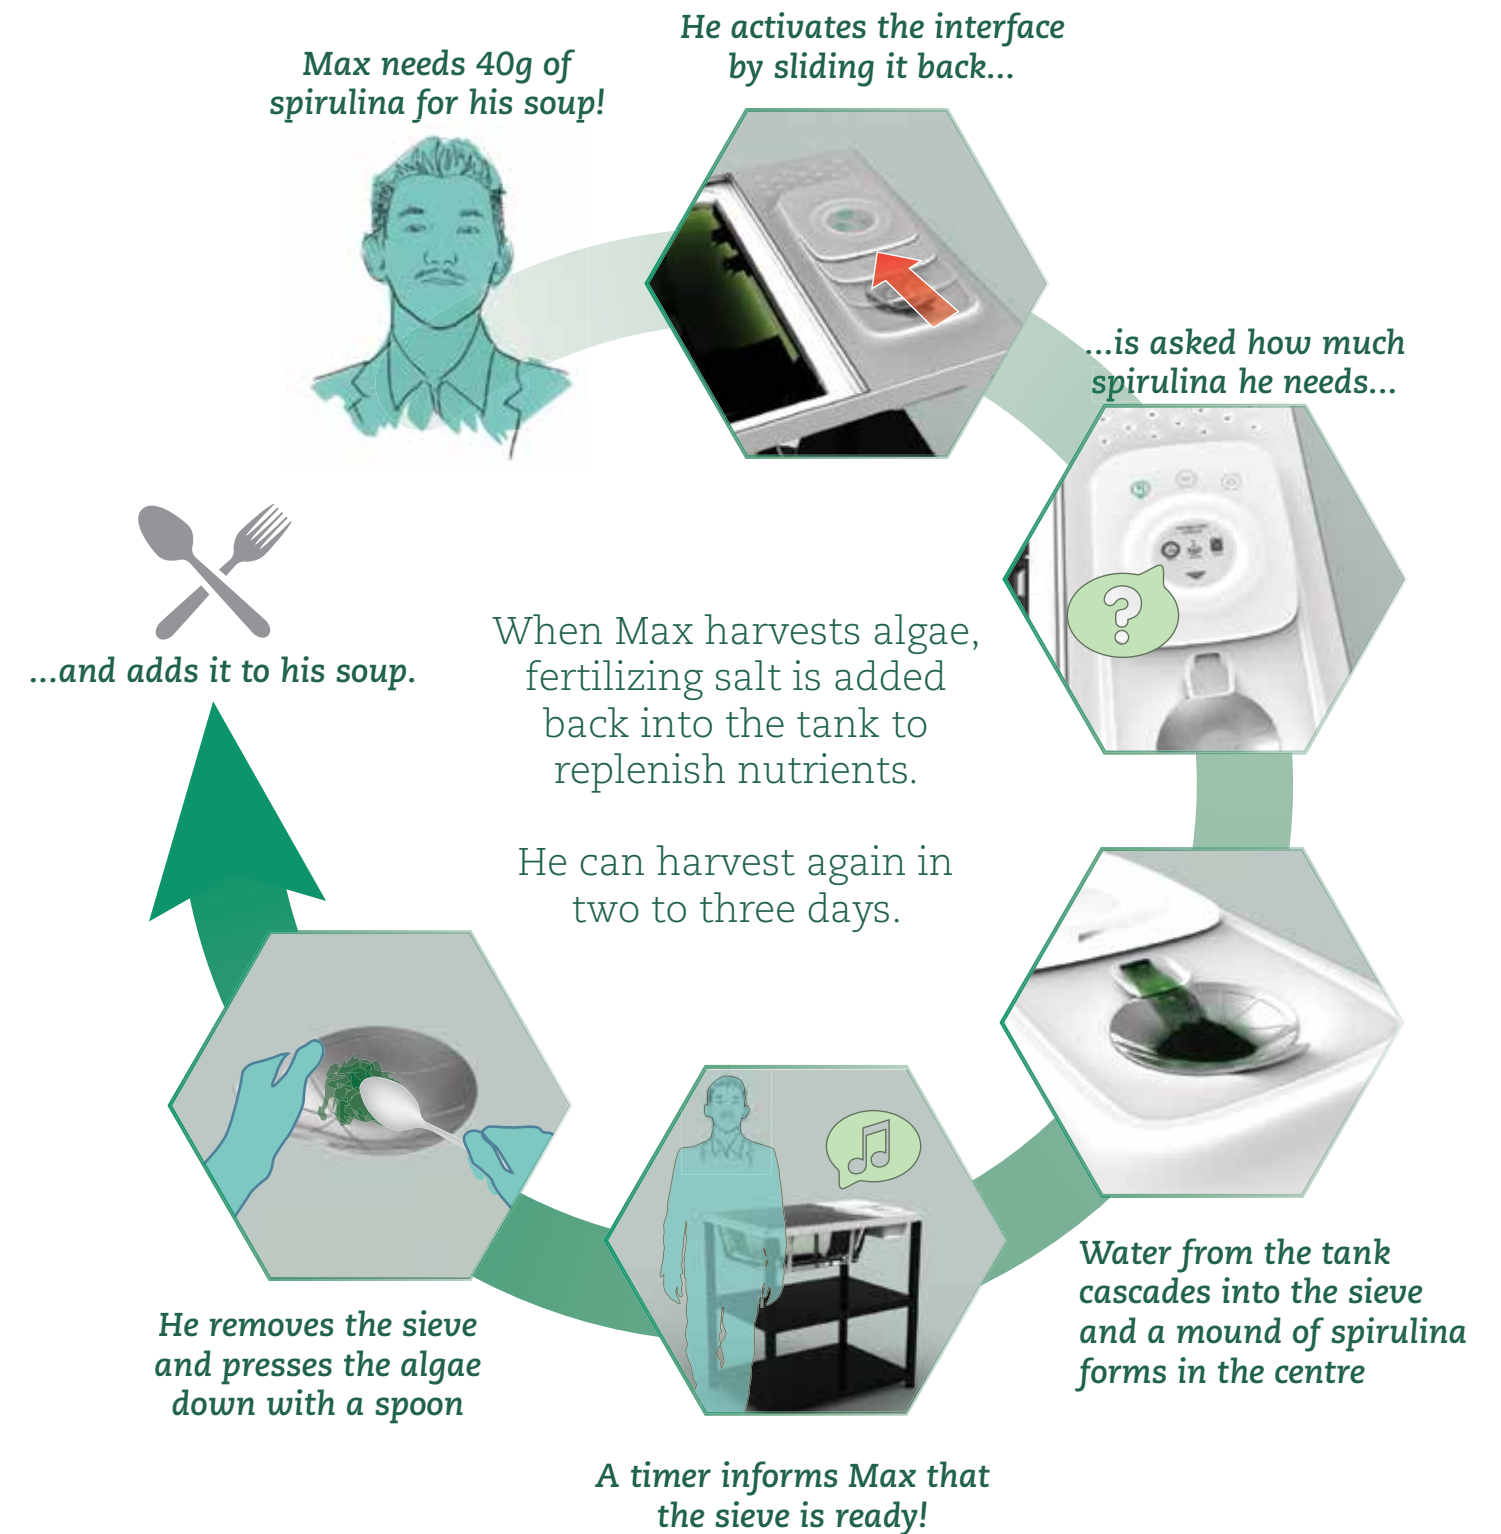 Max needs 40g of
spirulina for his soup!
He activates the interface
by sliding it back...
...is asked how much
spirulina he needs...
Water from the tank
cascades into the sieve
and a mound of spirulina
forms in the centre
A timer informs Max that
the sieve is ready!
He removes the sieve
and presses the algae
down with a spoon
...and adds it to his soup.
When Max harvests algae,
fertilizing salt is added
back into the tank to
replenish nutrients.
He can harvest again in
two to three days.